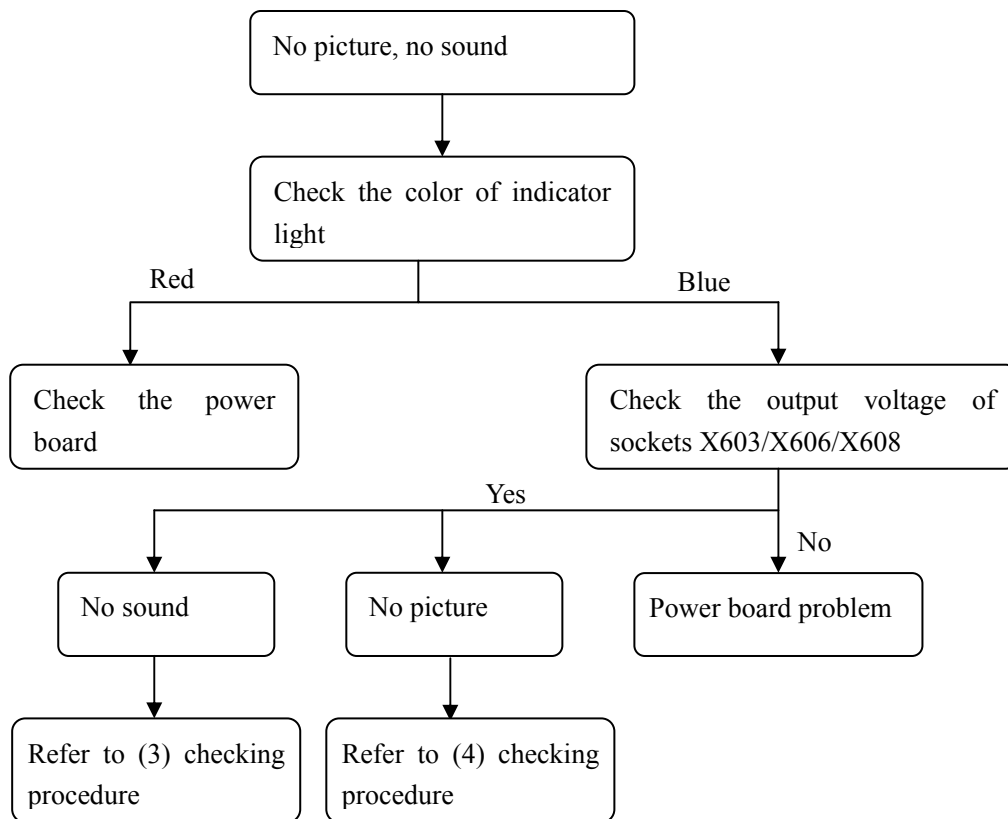 No picture, no sound
Check the color of indicator
light
Red
Blue
Check the power
board
Check the output voltage of
sockets X603/X606/X608
Yes
No
No sound
No picture
Power board problem
Refer to (3) checking
procedure
Refer to (4) checking
procedure